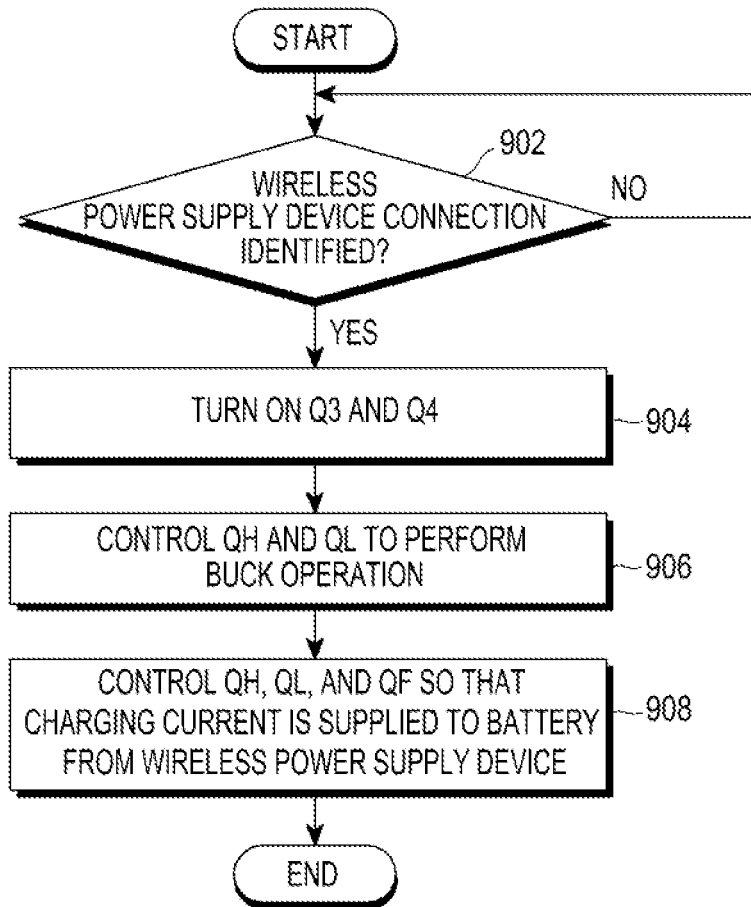 START
902
WIRELESS
POWER SUPPLY DEVICE CONNECTION
IDENTIFIED?
NO
YES
TURN ON Q3 AND Q4
904
CONTROL QH AND QL TO PERFORM
BUCK OPERATION
906
CONTROL QH, QL, AND QF SO THAT
CHARGING CURRENT IS SUPPLIED TO BATTERY
FROM WIRELESS POWER SUPPLY DEVICE
908
END